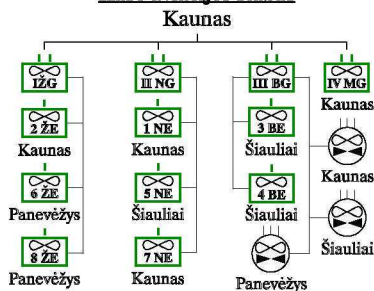 Kaunas
IŽG
II NG
III BG
IV MG
Kaunas
2 ŽE
Kaunas
1 NE
Kaunas
3 BE
Šiauliai
Kaunas
6 ŽE
Panevėžys
5 NE
Šiauliai
4 BE
Šiauliai
Šiauliai
8 ŽE
Panevėžys
7 NE
Kaunas
Panevėžys